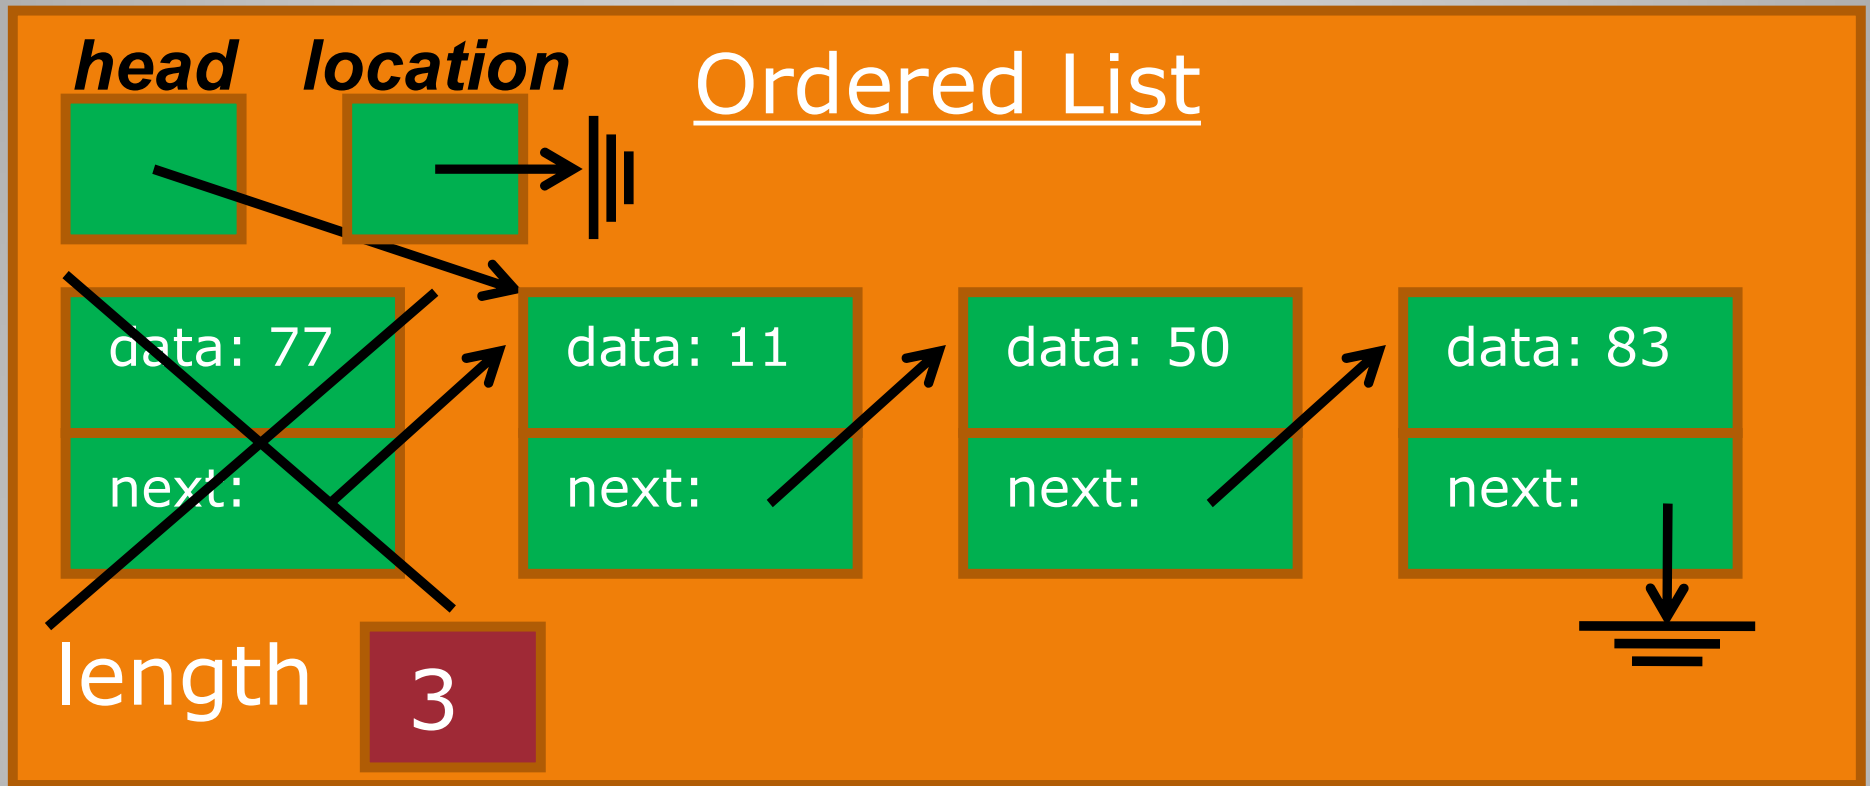 head location
Ordered List
data: 77
data: 11
data: 50
data: 83
next:
next:
next:
next:
length
3